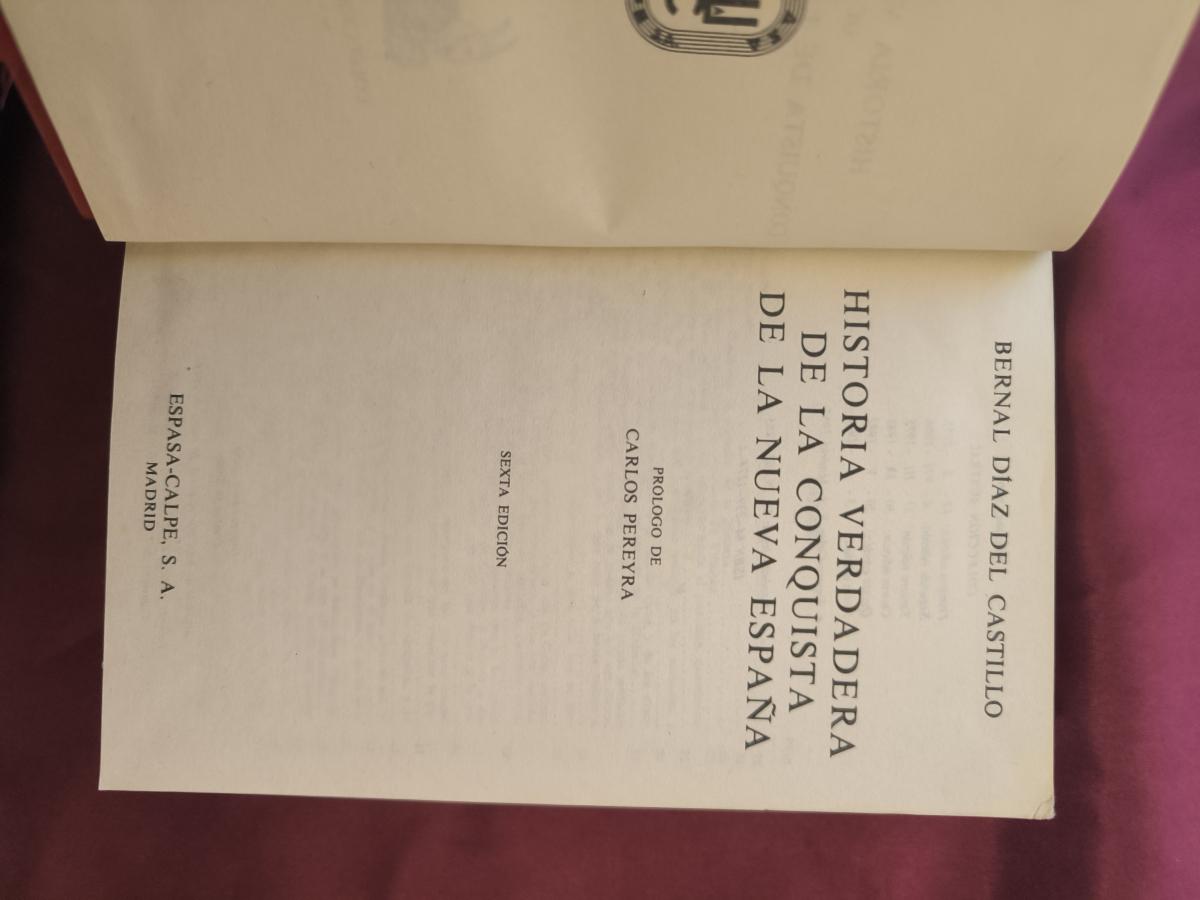 BERNAL DÍAZ DEL CASTILLO
HISTORIA VERDADERA
DE LA CONQUISTA
DE LA NUEVA ESPAÑA
PRÓLOGO DE
CARLOS PEREYRA
SEXTA EDICIÓN
ESPASA-CALPE, S. A.
MADRID